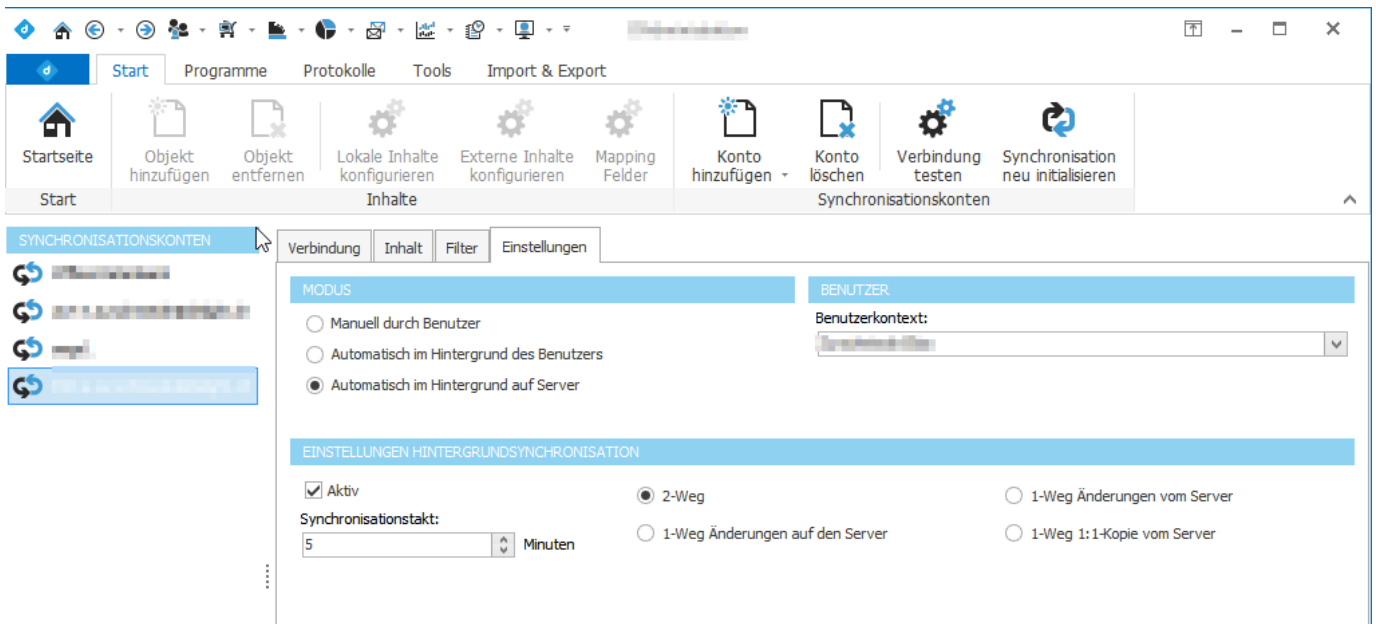 Start Programme Protokolle Tools Import & Export
Startseite Objekt hinzufügen Objekt entfernen Lokale Inhalte konfigurieren Externe Inhalte konfigurieren Mapping Felder Konto hinzufügen Konto löschen Verbindung testen Synchronisation neu initialisieren
Start Inhalte Synchronisationskonten
SYNCHRONISATIONSKONTEN
Verbindung Inhalt Filter Einstellungen
MODUS
Manuell durch Benutzer
Automatisch im Hintergrund des Benutzers
Automatisch im Hintergrund auf Server
BENUTZER
Benutzerkontext:
EINSTELLUNGEN HINTERGRUNDSYNCHRONISATION
Aktiv
Synchronisationstakt:
5 Minuten
2-Weg
1-Weg Änderungen vom Server
1-Weg Änderungen auf den Server
1-Weg 1:1-Kopie vom Server